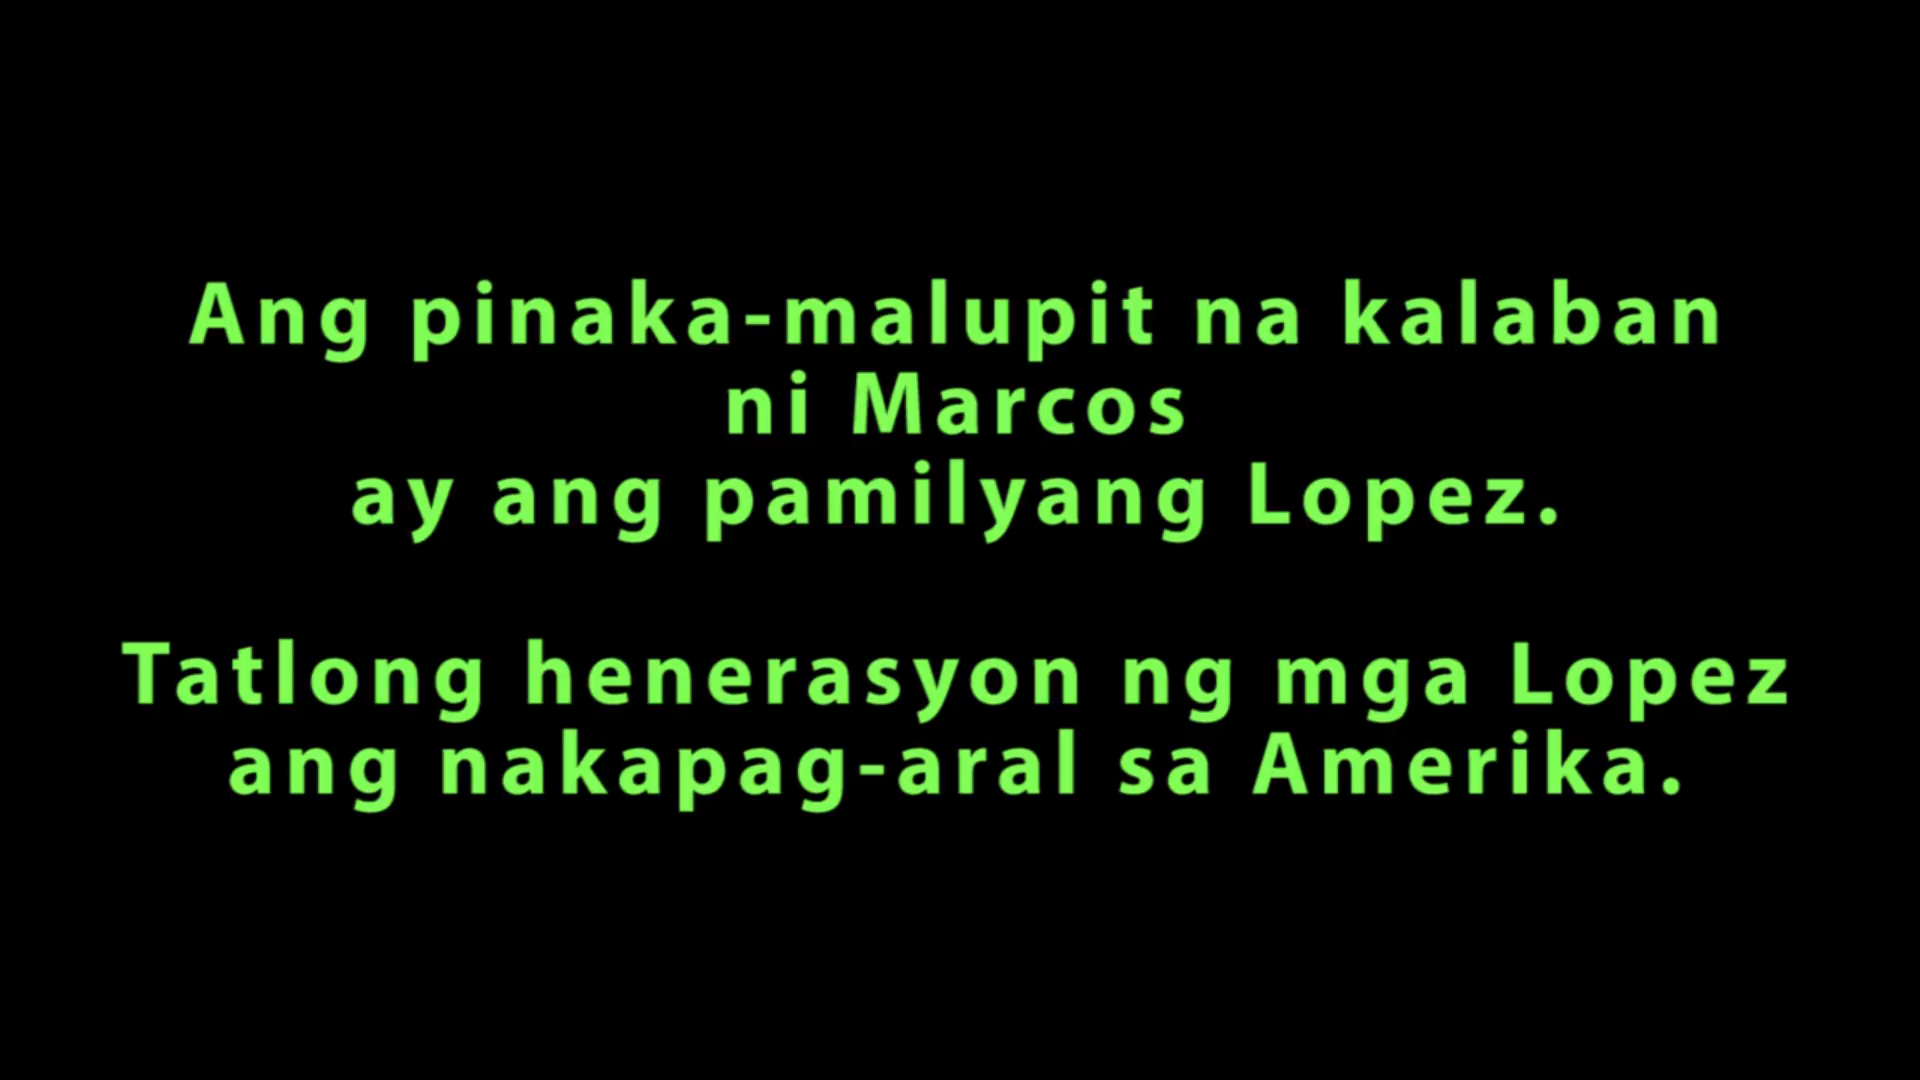 Ang pinaka-malupit na kalaban
ni Marcos
ay ang pamilyang Lopez.
Tatlong henerasyon ng mga Lopez
ang nakapag-aral sa Amerika.